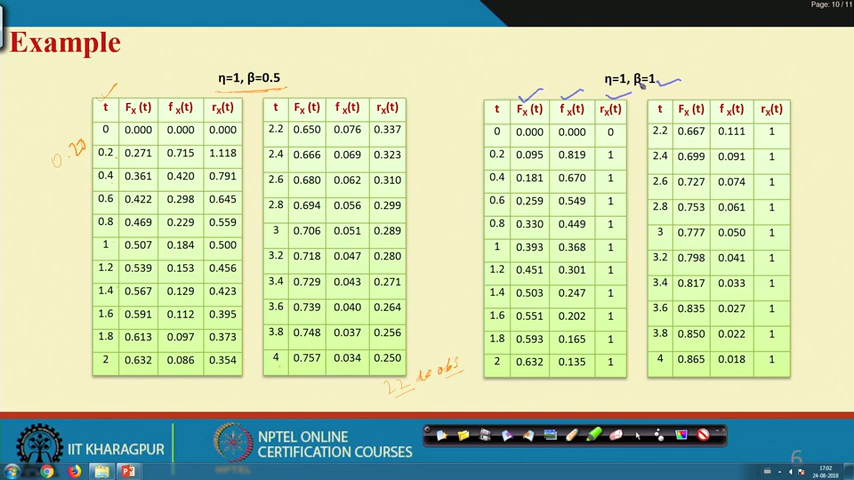 Page: 10 / 11
Example
η=1, β=0.5
η=1, β=1
t F X (t) f X(t) rX(t) t FX(t) f X(t) rX(t) t FX (t) f X(t) rX(t) t FX(t) f X(t) rX(t)
0 0.000 0.000 0.000 2.2 0.650 0.076 0.337 0 0.000 0.000 0 2.2 0.667 0.111 1
0.20
0.2 0.271 0.715 1.118 2.4 0.666 0.069 0.323 0.2 0.095 0.819 1 2.4 0.699 0.091 1
0.4 0.361 0.420 0.791 2.6 0.680 0.062 0.310 0.4 0.181 0.670 1 2.6 0.727 0.074 1
0.6 0.422 0.298 0.645 2.8 0.694 0.056 0.299 0.6 0.259 0.549 1 2.8 0.753 0.061 1
0.8 0.469 0.229 0.559 3 0.706 0.051 0.289 0.8 0.330 0.449 1 3 0.777 0.050 1
1 0.507 0.184 0.500 3.2 0.718 0.047 0.280 1 0.393 0.368 1 3.2 0.798 0.041 1
1.2 0.539 0.153 0.456 3.4 0.729 0.043 0.271 1.2 0.451 0.301 1 3.4 0.817 0.033 1
1.4 0.567 0.129 0.423 3.6 0.739 0.040 0.264 1.4 0.503 0.247 1 3.6 0.835 0.027 1
1.6 0.591 0.112 0.395 3.8 0.748 0.037 0.256 1.6 0.551 0.202 1 3.8 0.850 0.022 1
1.8 0.613 0.097 0.373 4 0.757 0.034 0.250 1.8 0.593 0.165 1 4 0.865 0.018 1
2 0.632 0.086 0.354 2 0.632 0.135 1
22 0.65
IIT KHARAGPUR
NPTEL ONLINE
CERTIFICATION COURSES
NPTEL
6
17:02
24-08-2018